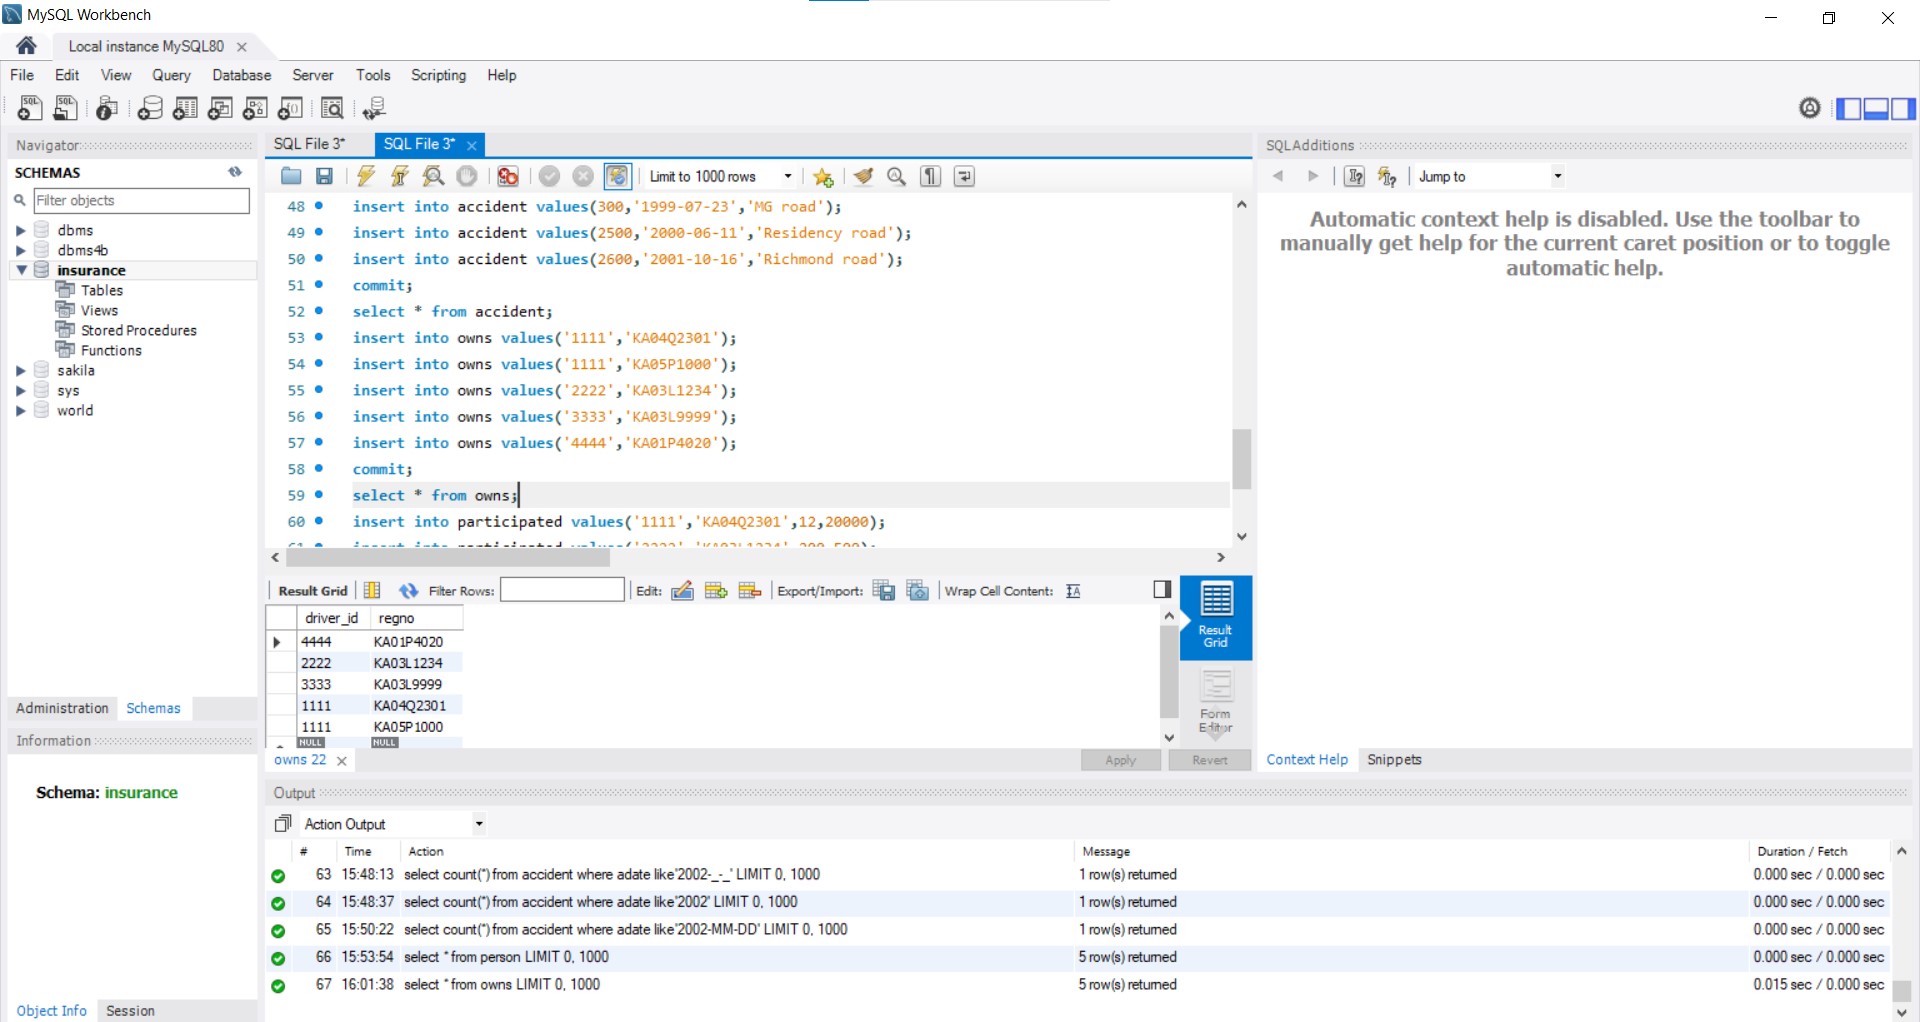 MySQL Workbench
Local instance MySQL80
File Edit View Query Database Server Tools Scripting Help
Navigator
SCHEMAS
Filter objects
dbms
dbms4b
insurance
Tables
Views
Stored Procedures
Functions
sakila
sys
world
Administration Schemas
Information
Schema: insurance
Object Info Session
SQL File 3* SQL File 3*
Limit to 1000 rows
48 insert into accident values(300,'1999-07-23','MG road');
49 insert into accident values(2500,'2000-06-11','Residency road');
50 insert into accident values(2600,'2001-10-16','Richmond road');
51 commit;
52 select * from accident;
53 insert into owns values('1111','KA04Q2301');
54 insert into owns values('1111','KA05P1000');
55 insert into owns values('2222','KA03L1234');
56 insert into owns values('3333','KA03L9999');
57 insert into owns values('4444','KA01P4020');
58 commit;
59 select * from owns;
60 insert into participated values('1111','KA04Q2301',12,20000);
Result Grid Filter Rows: Edit: Export/Import: Wrap Cell Content:
driver_id regno
4444 KA01P4020
2222 KA03L1234
3333 KA03L9999
1111 KA04Q2301
1111 KA05P1000
NULL NULL
Result Grid
Form Editor
owns 22 Apply Revert
SQLAdditions
Jump to
Automatic context help is disabled. Use the toolbar to
manually get help for the current caret position or to toggle
automatic help.
Context Help Snippets
Output
Action Output
# Time Action Message Duration / Fetch
63 15:48:13 select count(*) from accident where adate like'2002-_-_' LIMIT 0, 1000 1 row(s) returned 0.000 sec / 0.000 sec
64 15:48:37 select count(*) from accident where adate like'2002' LIMIT 0, 1000 1 row(s) returned 0.000 sec / 0.000 sec
65 15:50:22 select count(*) from accident where adate like'2002-MM-DD' LIMIT 0, 1000 1 row(s) returned 0.000 sec / 0.000 sec
66 15:53:54 select * from person LIMIT 0, 1000 5 row(s) returned 0.000 sec / 0.000 sec
67 16:01:38 select * from owns LIMIT 0, 1000 5 row(s) returned 0.015 sec / 0.000 sec